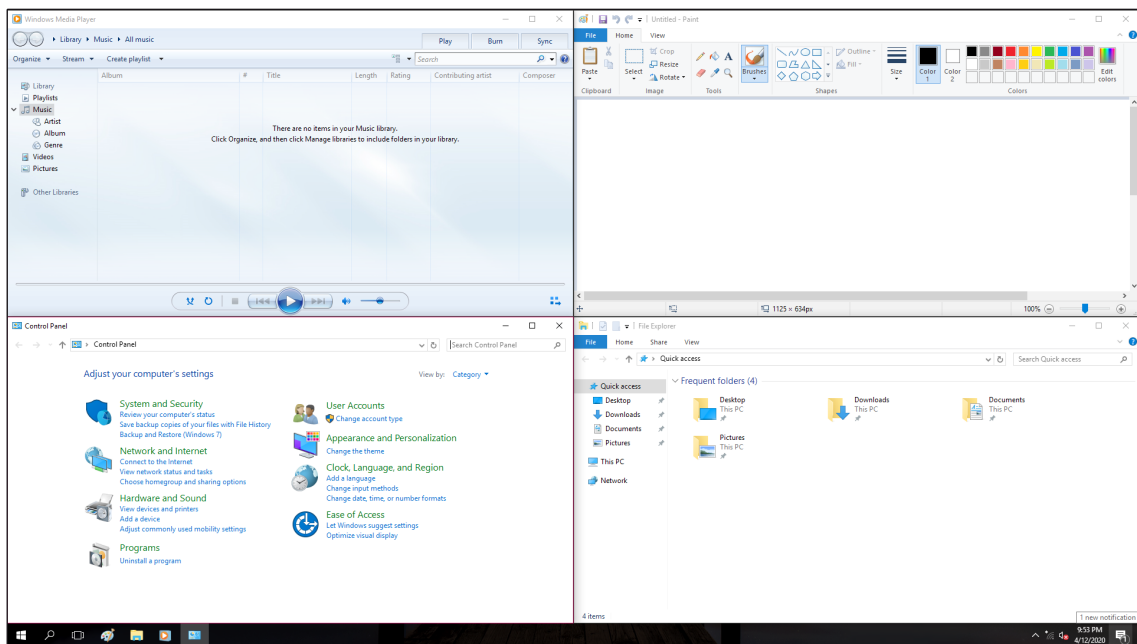 Windows Media Player
Library Music All music
Play Burn Sync
Organize Stream Create playlist
Search
Album # Title Length Rating Contributing artist Composer
Library
Playlists
Music
Artist
Album
Genre
Videos
Pictures
Other Libraries
There are no items in your Music library.
Click Organize, and then click Manage libraries to include folders in your library.
Untitled - Paint
File Home View
Paste
Select
Crop
Resize
Rotate
A
Brushes
Outline
Fill
Size
Color 1
Color 2
Edit colors
Clipboard Image Tools Shapes Colors
1125 × 634px
100%
Control Panel
Control Panel
Search Control Panel
Adjust your computer's settings
View by: Category
System and Security
Review your computer's status
Save backup copies of your files with File History
Backup and Restore (Windows 7)
Network and Internet
Connect to the Internet
View network status and tasks
Choose homegroup and sharing options
Hardware and Sound
View devices and printers
Add a device
Adjust commonly used mobility settings
Programs
Uninstall a program
User Accounts
Change account type
Appearance and Personalization
Change the theme
Clock, Language, and Region
Add a language
Change input methods
Change date, time, or number formats
Ease of Access
Let Windows suggest settings
Optimize visual display
File Explorer
File Home Share View
Quick access
Search Quick access
Quick access
Desktop
Downloads
Documents
Pictures
This PC
Network
Frequent folders (4)
Desktop
This PC
Downloads
This PC
Documents
This PC
Pictures
This PC
4 items
1 new notification
9:53 PM
4/12/2020